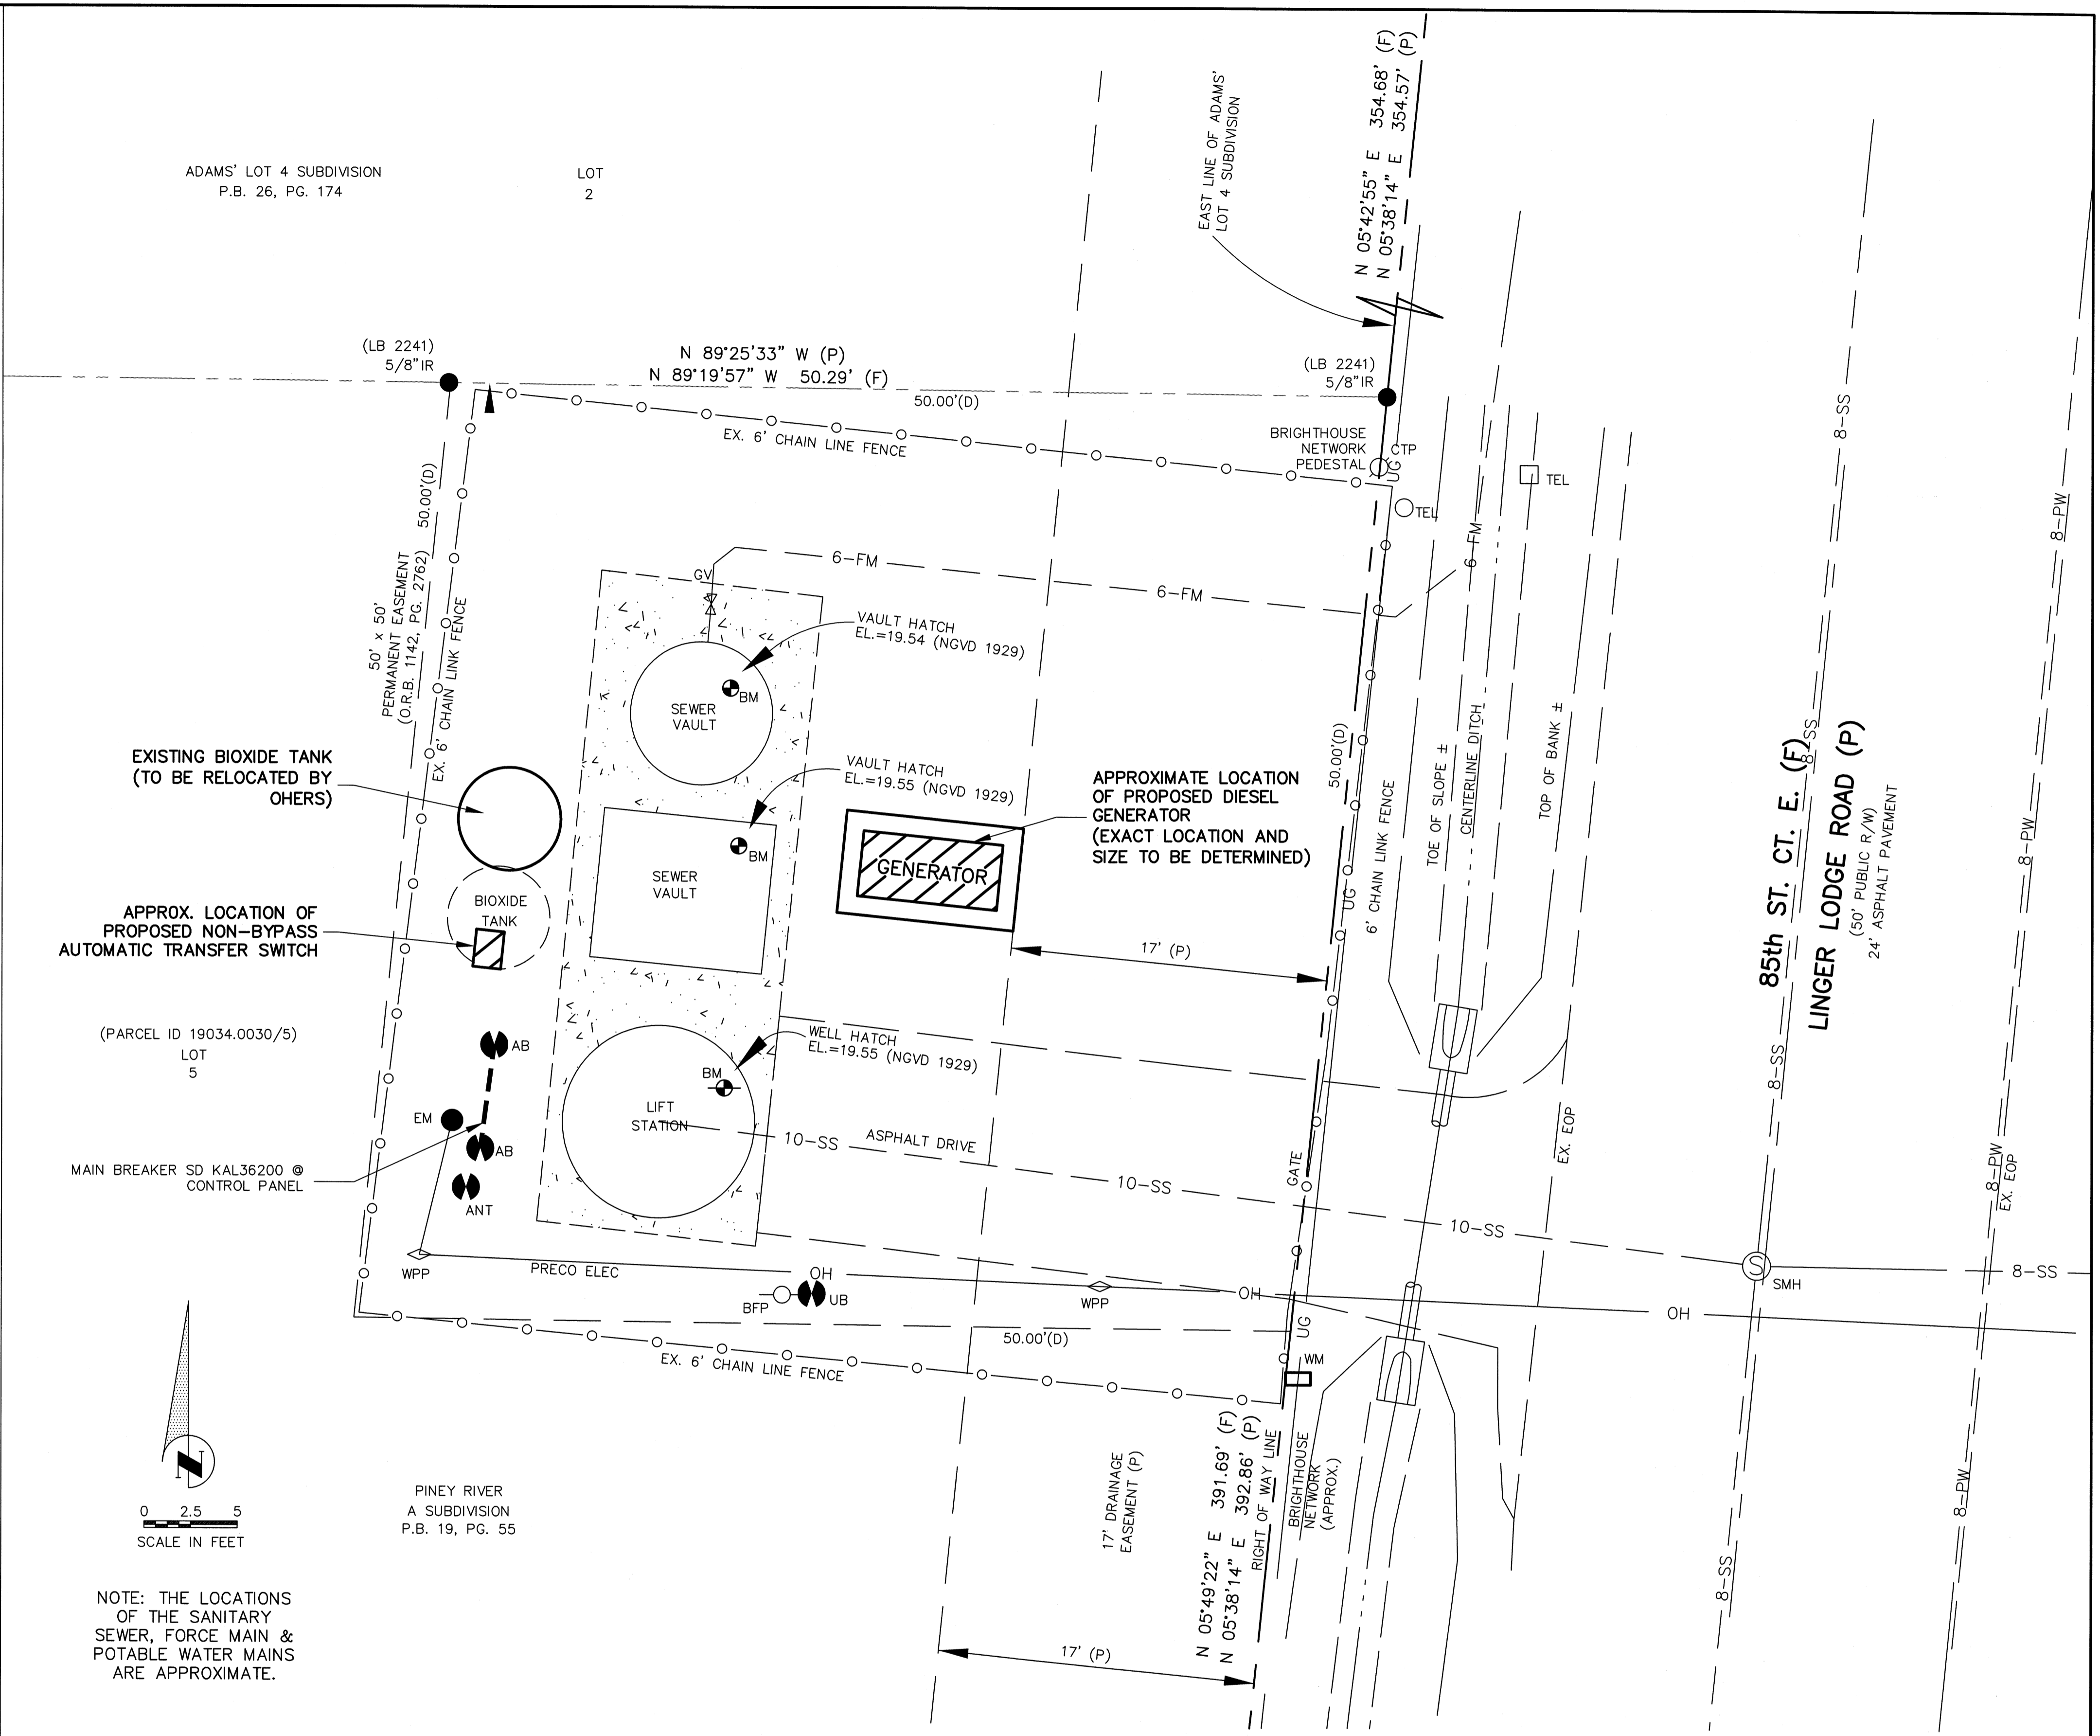 N 05°42'55" E 354.68' (F)
N 05°38'14" E 354.57' (P)
EAST LINE OF ADAMS'
LOT 4 SUBDIVISION
ADAMS' LOT 4 SUBDIVISION
P.B. 26, PG. 174
LOT
2
(LB 2241)
5/8"IR
N 89°25'33" W (P)
N 89°19'57" W 50.29' (F)
50.00'(D)
(LB 2241)
5/8"IR
EX. 6' CHAIN LINE FENCE
BRIGHTHOUSE
NETWORK
PEDESTAL
CTP
UG
TEL
TEL
8-SS
8-PW
50' x 50'
PERMANENT EASEMENT
(O.R.B. 1142, PG. 2762)
50.00'(D)
EX. 6' CHAIN LINK FENCE
GV
6-FM
6-FM
6-FM
VAULT HATCH
EL.=19.54 (NGVD 1929)
BM
SEWER
VAULT
EXISTING BIOXIDE TANK
(TO BE RELOCATED BY
OHERS)
VAULT HATCH
EL.=19.55 (NGVD 1929)
BM
SEWER
VAULT
GENERATOR
APPROXIMATE LOCATION
OF PROPOSED DIESEL
GENERATOR
(EXACT LOCATION AND
SIZE TO BE DETERMINED)
50.00'(D)
UG
6' CHAIN LINK FENCE
TOE OF SLOPE ±
CENTERLINE DITCH
TOP OF BANK ±
85th ST. CT. E. (F)
LINGER LODGE ROAD (P)
(50' PUBLIC R/W)
24' ASPHALT PAVEMENT
8-SS
8-PW
BIOXIDE
TANK
APPROX. LOCATION OF
PROPOSED NON-BYPASS
AUTOMATIC TRANSFER SWITCH
17' (P)
(PARCEL ID 19034.0030/5)
LOT
5
AB
WELL HATCH
EL.=19.55 (NGVD 1929)
BM
LIFT
STATION
EM
AB
MAIN BREAKER SD KAL36200 @
CONTROL PANEL
ANT
10-SS
ASPHALT DRIVE
10-SS
10-SS
GATE
EX. EOP
8-SS
8-PW
EX. EOP
SMH
S
8-SS
WPP
PRECO ELEC
OH
BFP
UB
WPP
OH
OH
50.00'(D)
EX. 6' CHAIN LINE FENCE
UG
WM
N
0 2.5 5
SCALE IN FEET
PINEY RIVER
A SUBDIVISION
P.B. 19, PG. 55
17' DRAINAGE
EASEMENT (P)
N 05°49'22" E 391.69' (F)
N 05°38'14" E 392.86' (P)
RIGHT OF WAY LINE
BRIGHTHOUSE
NETWORK
(APPROX.)
8-SS
8-PW
17' (P)
NOTE: THE LOCATIONS
OF THE SANITARY
SEWER, FORCE MAIN &
POTABLE WATER MAINS
ARE APPROXIMATE.